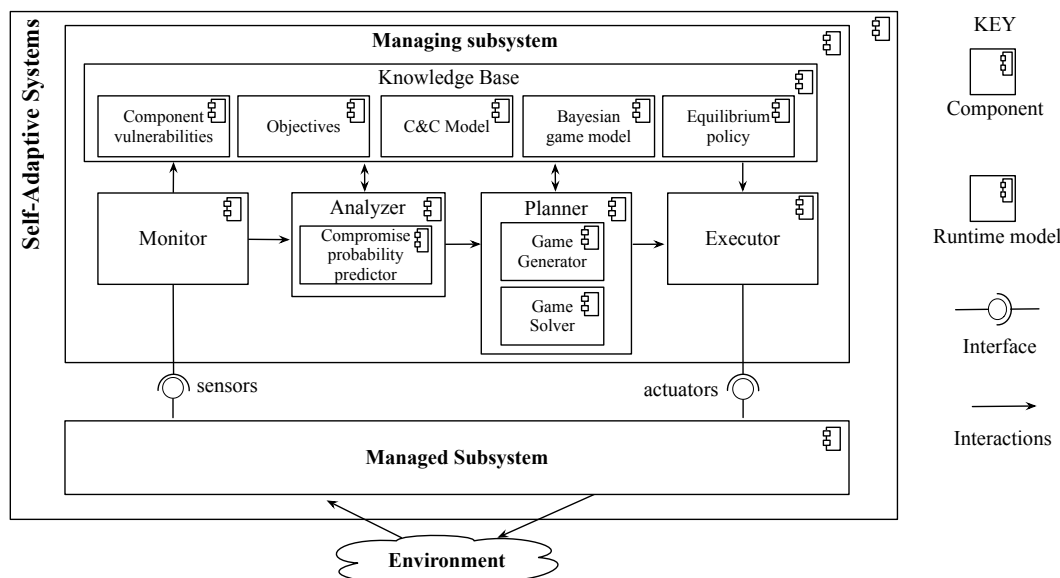 Self-Adaptive Systems
Managing subsystem
Knowledge Base
Component
vulnerabilities
Objectives
C&C Model
Bayesian
game model
Equilibrium
policy
Monitor
Analyzer
Compromise
probability
predictor
Planner
Game
Generator
Game
Solver
Executor
sensors
actuators
Managed Subsystem
Environment
KEY
Component
Runtime model
Interface
Interactions